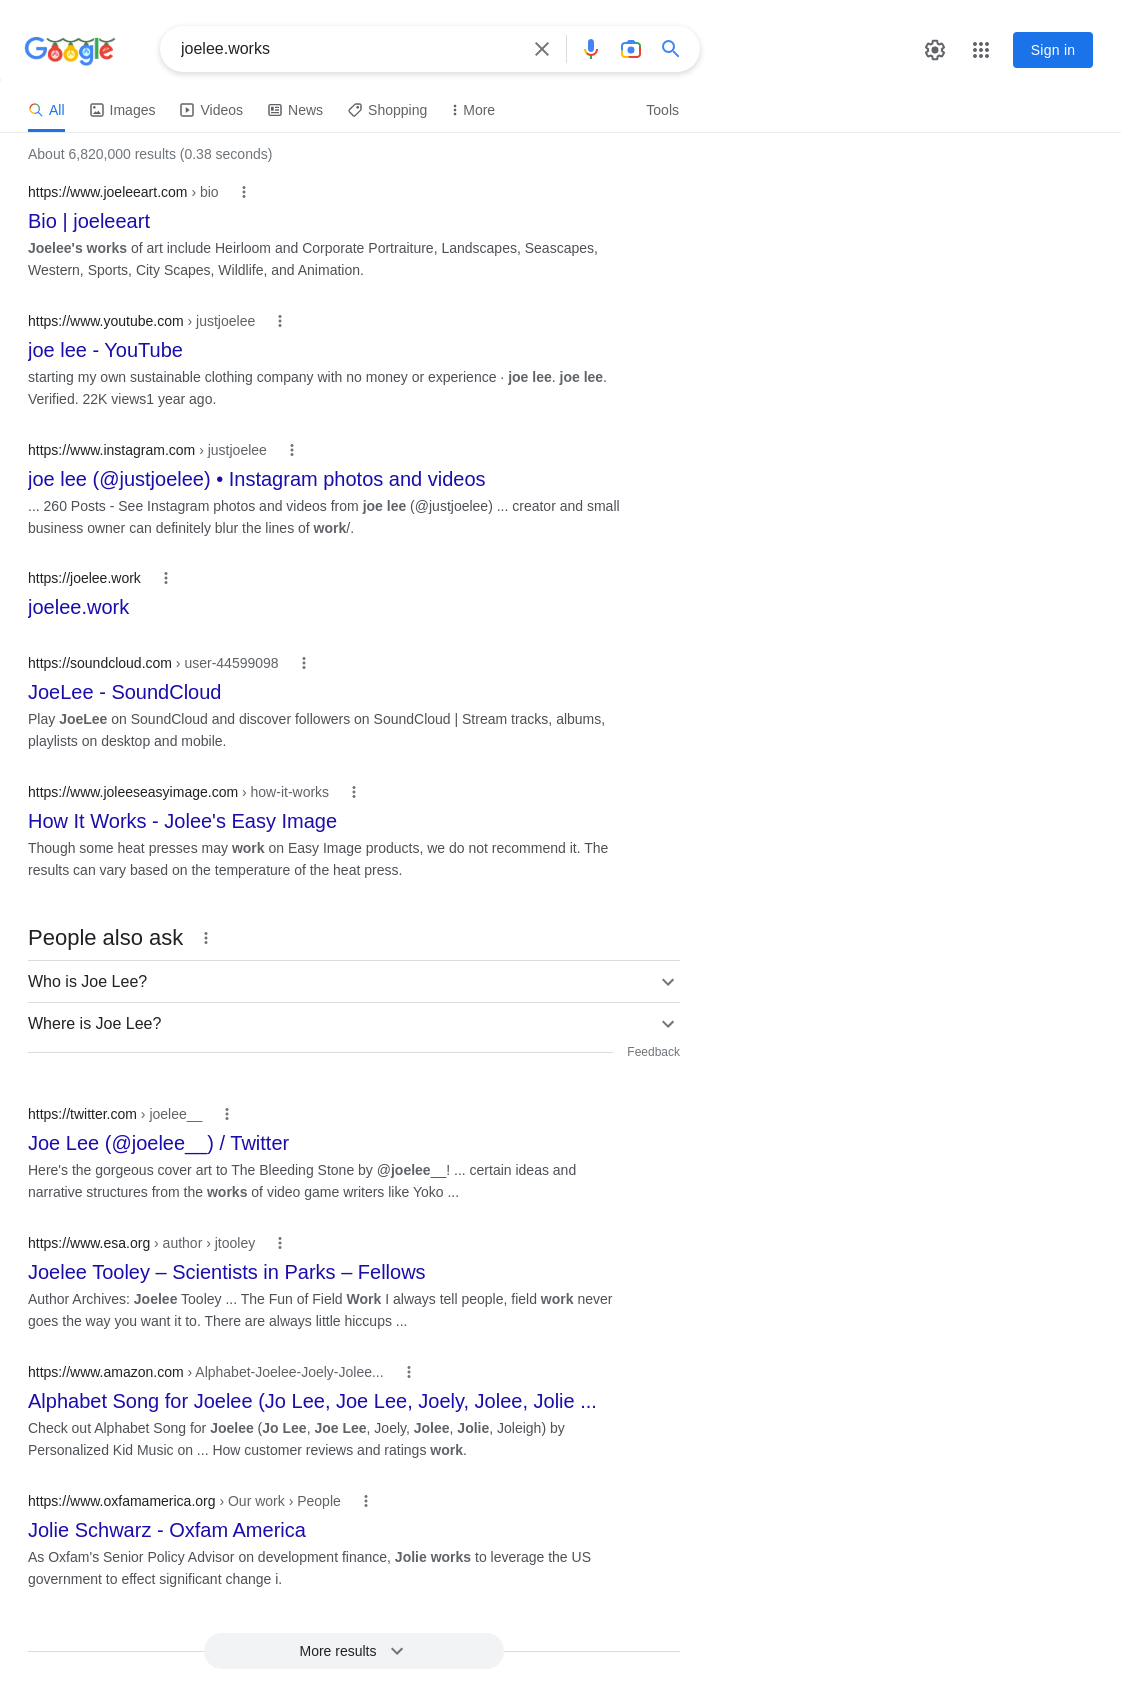 Google
joelee.works
Sign in
All Images Videos News Shopping More Tools
About 6,820,000 results (0.38 seconds)
https://www.joeleeart.com › bio
Bio | joeleeart
Joelee's works of art include Heirloom and Corporate Portraiture, Landscapes, Seascapes,
Western, Sports, City Scapes, Wildlife, and Animation.
https://www.youtube.com › justjoelee
joe lee - YouTube
starting my own sustainable clothing company with no money or experience · joe lee. joe lee.
Verified. 22K views1 year ago.
https://www.instagram.com › justjoelee
joe lee (@justjoelee) • Instagram photos and videos
... 260 Posts - See Instagram photos and videos from joe lee (@justjoelee) ... creator and small
business owner can definitely blur the lines of work/.
https://joelee.work
joelee.work
https://soundcloud.com › user-44599098
JoeLee - SoundCloud
Play JoeLee on SoundCloud and discover followers on SoundCloud | Stream tracks, albums,
playlists on desktop and mobile.
https://www.joleeseasyimage.com › how-it-works
How It Works - Jolee's Easy Image
Though some heat presses may work on Easy Image products, we do not recommend it. The
results can vary based on the temperature of the heat press.
People also ask
Who is Joe Lee?
Where is Joe Lee?
Feedback
https://twitter.com › joelee__
Joe Lee (@joelee__) / Twitter
Here's the gorgeous cover art to The Bleeding Stone by @joelee__! ... certain ideas and
narrative structures from the works of video game writers like Yoko ...
https://www.esa.org › author › jtooley
Joelee Tooley – Scientists in Parks – Fellows
Author Archives: Joelee Tooley ... The Fun of Field Work I always tell people, field work never
goes the way you want it to. There are always little hiccups ...
https://www.amazon.com › Alphabet-Joelee-Joely-Jolee...
Alphabet Song for Joelee (Jo Lee, Joe Lee, Joely, Jolee, Jolie ...
Check out Alphabet Song for Joelee (Jo Lee, Joe Lee, Joely, Jolee, Jolie, Joleigh) by
Personalized Kid Music on ... How customer reviews and ratings work.
https://www.oxfamamerica.org › Our work › People
Jolie Schwarz - Oxfam America
As Oxfam's Senior Policy Advisor on development finance, Jolie works to leverage the US
government to effect significant change i.
More results